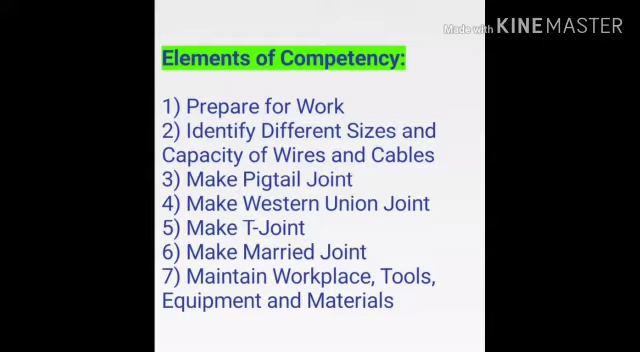 Made with KINEMASTER
Elements of Competency:
1) Prepare for Work
2) Identify Different Sizes and
Capacity of Wires and Cables
3) Make Pigtail Joint
4) Make Western Union Joint
5) Make T-Joint
6) Make Married Joint
7) Maintain Workplace, Tools,
Equipment and Materials